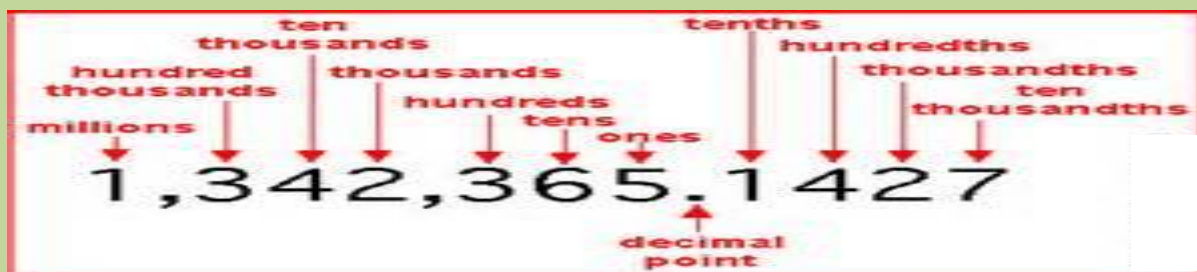 ten
thousands
tenths
hundredths
hundred
thousands
thousands
thousandths
hundreds
ten
thousandths
millions
tens
ones
1,342,365.1427
decimal
point